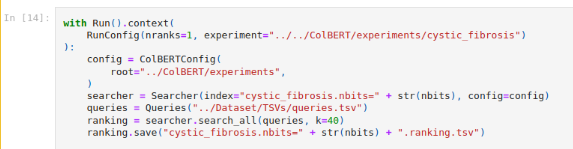 In [14]:
with Run().context(
    RunConfig(nranks=1, experiment="../../ColBERT/experiments/cystic_fibrosis")
):
    config = ColBERTConfig(
        root="../ColBERT/experiments",
    )
    searcher = Searcher(index="cystic_fibrosis.nbits=" + str(nbits), config=config)
    queries = Queries("../Dataset/TSVs/queries.tsv")
    ranking = searcher.search_all(queries, k=40)
    ranking.save("cystic_fibrosis.nbits=" + str(nbits) + ".ranking.tsv")